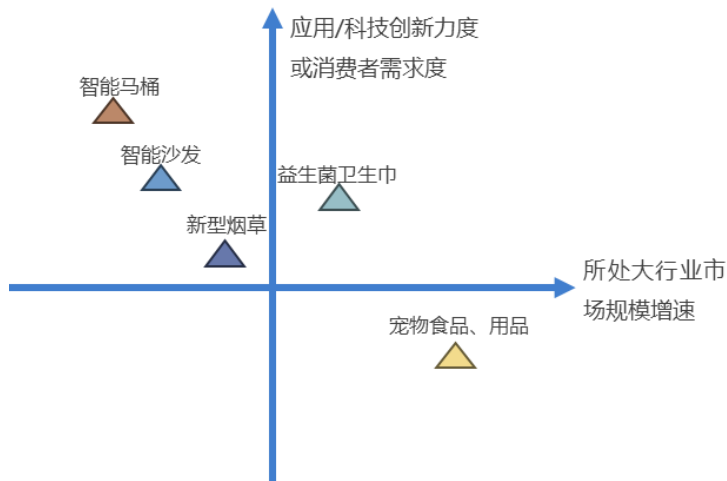 应用/科技创新力度
或消费者需求度
智能马桶
智能沙发
益生菌卫生巾
新型烟草
所处大行业市
场规模增速
宠物食品、用品